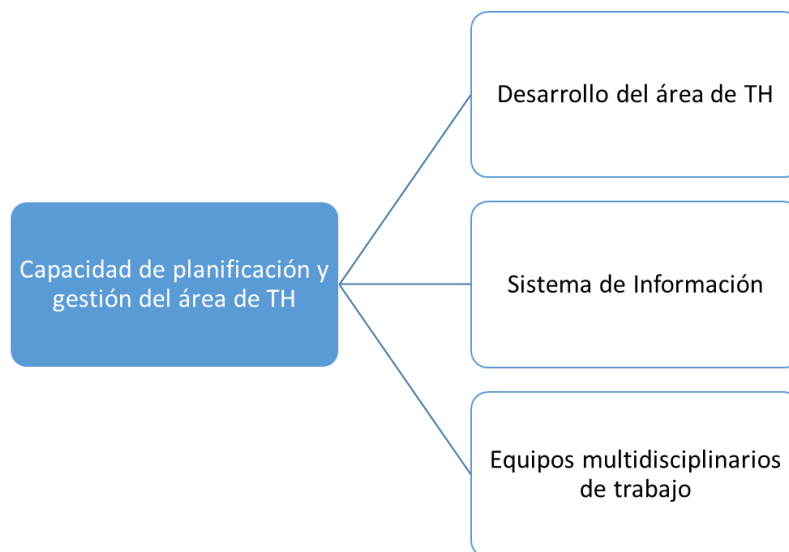 Desarrollo del área de TH
Capacidad de planificación y
gestión del área de TH
Sistema de Información
Equipos multidisciplinarios
de trabajo